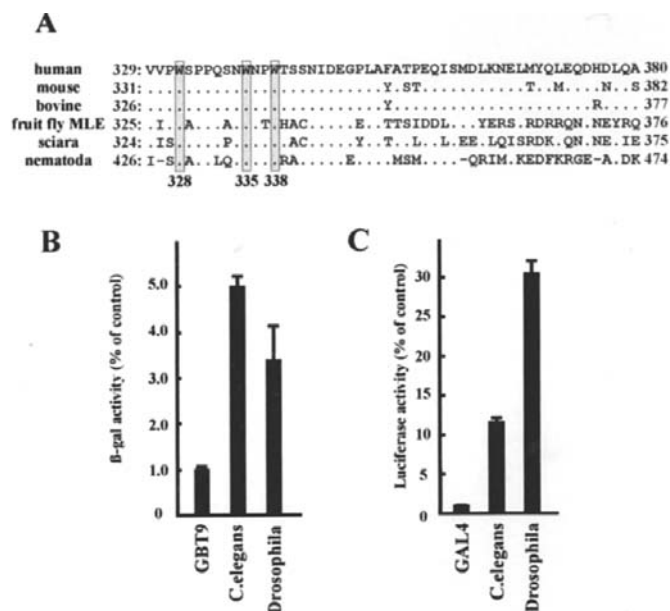 A
human 329: VVPWSPPQSNWNPWTSSNIDEGPLAFATPEQISMDLKNELMYQLEQDHDLQA 380
mouse 331: ..........................Y.ST............T..L....N..S 382
bovine 326: ..........................Y....................R.... 377
fruit fly MLE 325: .I..A...A...T.HAC....E..TTSIDDL..YERS.RDRRQN.NEYRQ 376
sciara 324: .IS.....P.....AC......Y..T..L..L.EE.LQISRDK.QN.NE.IE 375
nematoda 426: I-S.A..LQ.....RA....G...MSM...-QRIM.KEDFKRGE-A.DK 474
328 335 338
B
C
ß-gal activity (% of control)
5.0
4.0
3.0
2.0
1.0
0
GBT9
C.elegans
Drosophila
Luciferase activity (% of control)
30
25
20
15
10
5
0
GAL4
C.elegans
Drosophila